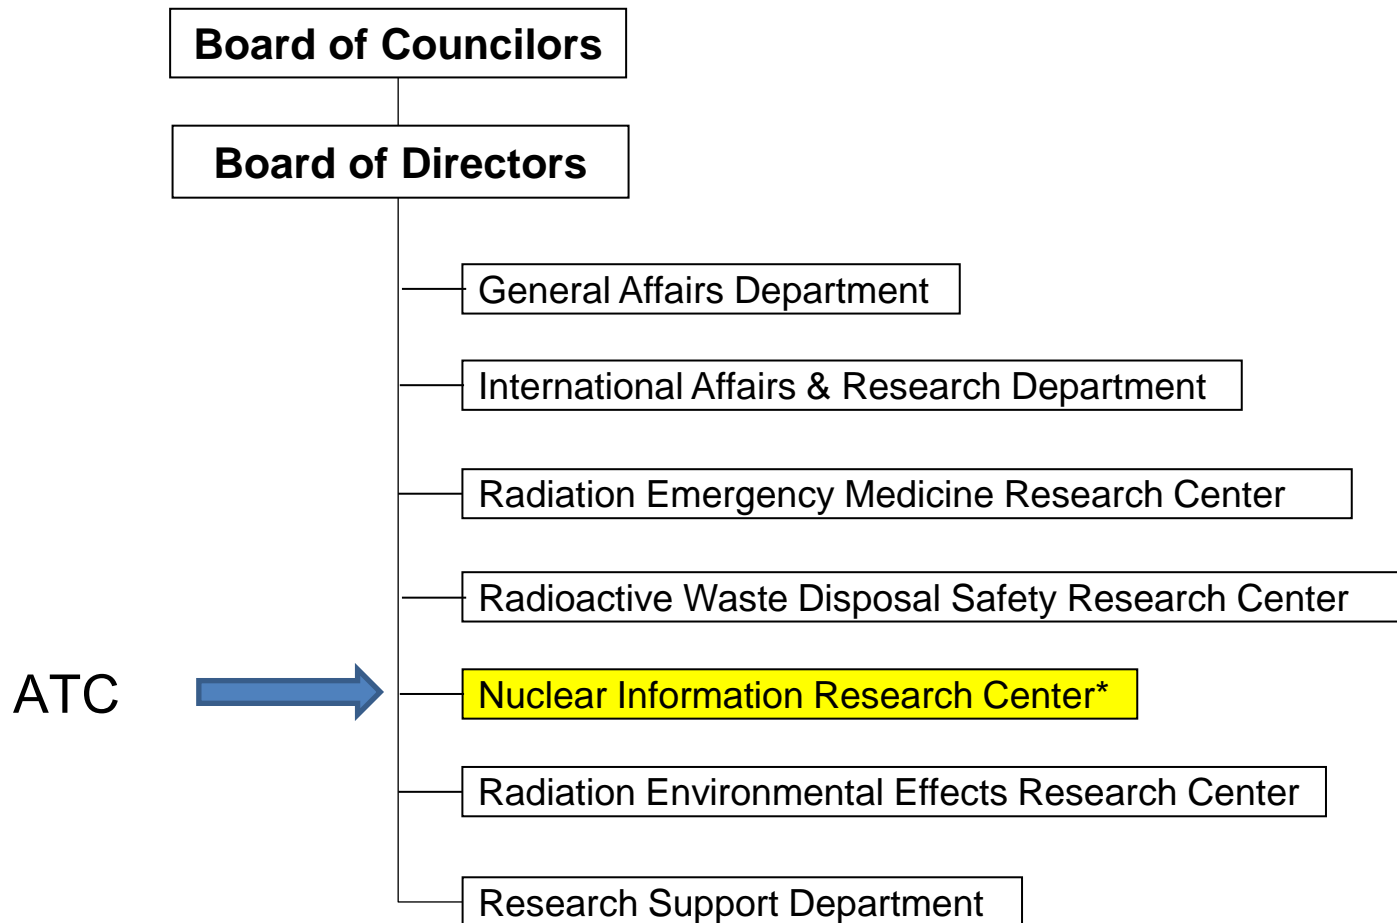 Board of Councilors
Board of Directors
General Affairs Department
International Affairs & Research Department
Radiation Emergency Medicine Research Center
Radioactive Waste Disposal Safety Research Center
ATC
Nuclear Information Research Center*
Radiation Environmental Effects Research Center
Research Support Department